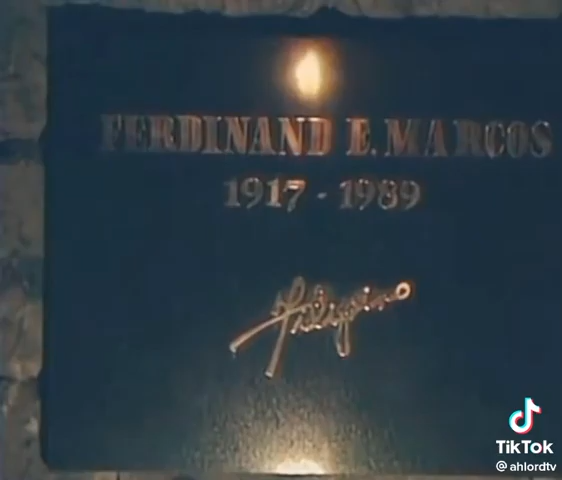 FERDINAND E. MARCOS
1917 - 1989
Filipino
TikTok
@ahlordtv